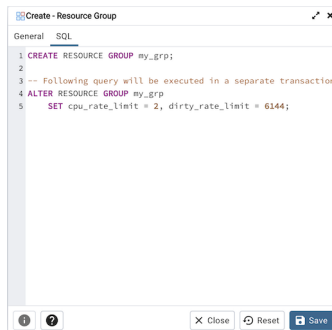 Create - Resource Group
General SQL
1 CREATE RESOURCE GROUP my_grp;
2
3 -- Following query will be executed in a separate transaction
4 ALTER RESOURCE GROUP my_grp
5 SET cpu_rate_limit = 2, dirty_rate_limit = 6144;
Close Reset Save